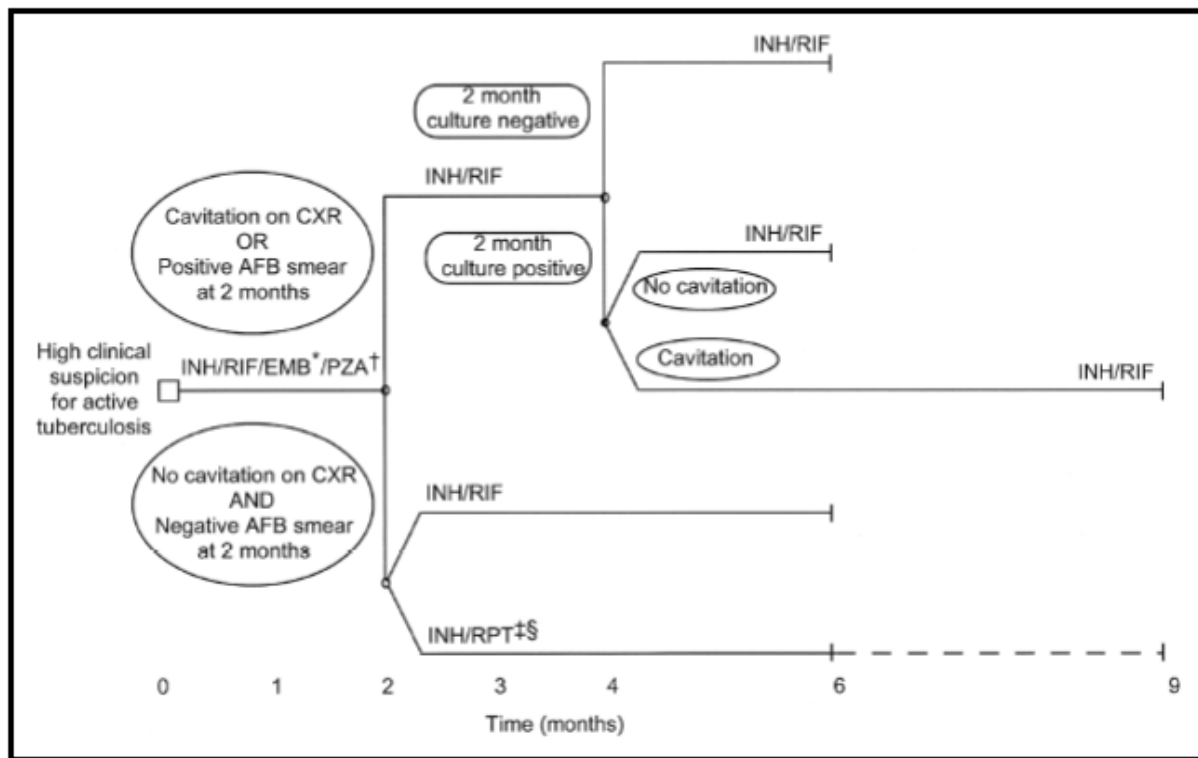 INH/RIF
2 month
culture negative
INH/RIF
Cavitation on CXR
OR
Positive AFB smear
at 2 months
2 month
culture positive
INH/RIF
No cavitation
High clinical
suspicion
for active
tuberculosis
INH/RIF/EMB*/PZA†
Cavitation
INH/RIF
No cavitation on CXR
AND
Negative AFB smear
at 2 months
INH/RIF
INH/RPT‡§
0 1 2 3 4 6 9
Time (months)